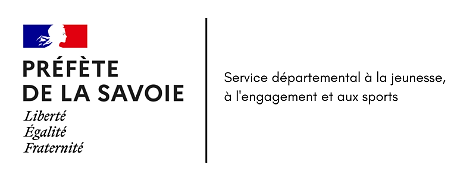 PRÉFÈTE
DE LA SAVOIE
Liberté
Égalité
Fraternité
Service départemental à la jeunesse,
à l'engagement et aux sports